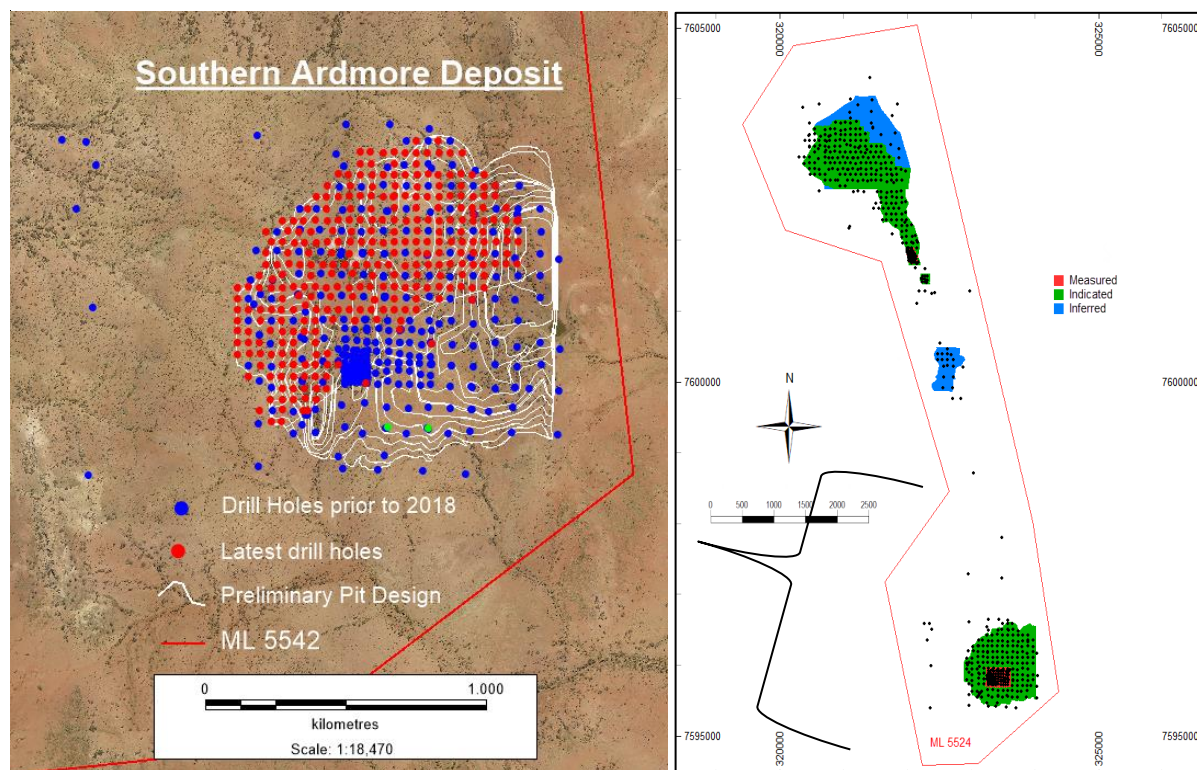 Southern Ardmore Deposit
Drill Holes prior to 2018
Latest drill holes
Preliminary Pit Design
ML 5542
0 1.000
kilometres
Scale: 1:18,470
7605000 320000 325000 7605000
Measured
Indicated
Inferred
7600000 7600000
N
0 500 1000 1500 2000 2500
7595000 320000 ML 5524 325000 7595000